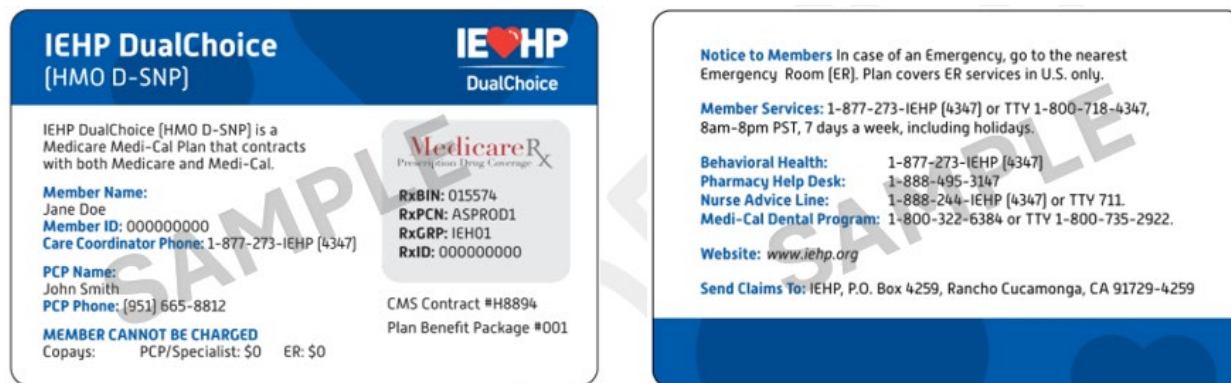 IEHP DualChoice
(HMO D-SNP)
IEHP
DualChoice
IEHP DualChoice (HMO D-SNP) is a
Medicare Medi-Cal Plan that contracts
with both Medicare and Medi-Cal.
Member Name:
Jane Doe
Member ID: 000000000
Care Coordinator Phone: 1-877-273-IEHP (4347)
PCP Name:
John Smith
PCP Phone: (951) 665-8812
MEMBER CANNOT BE CHARGED
Copays: PCP/Specialist: $0 ER: $0
MedicareRx
Prescription Drug Coverage
RxBIN: 015574
RxPCN: ASPROD1
RxGRP: IEH01
RxID: 000000000
CMS Contract #H8894
Plan Benefit Package #001
SAMPLE
Notice to Members In case of an Emergency, go to the nearest
Emergency Room (ER). Plan covers ER services in U.S. only.
Member Services: 1-877-273-IEHP (4347) or TTY 1-800-718-4347,
8am-8pm PST, 7 days a week, including holidays.
Behavioral Health: 1-877-273-IEHP (4347)
Pharmacy Help Desk: 1-888-495-3147
Nurse Advice Line: 1-888-244-IEHP (4347) or TTY 711.
Medi-Cal Dental Program: 1-800-322-6384 or TTY 1-800-735-2922.
Website: www.iehp.org
Send Claims To: IEHP, P.O. Box 4259, Rancho Cucamonga, CA 91729-4259
SAMPLE